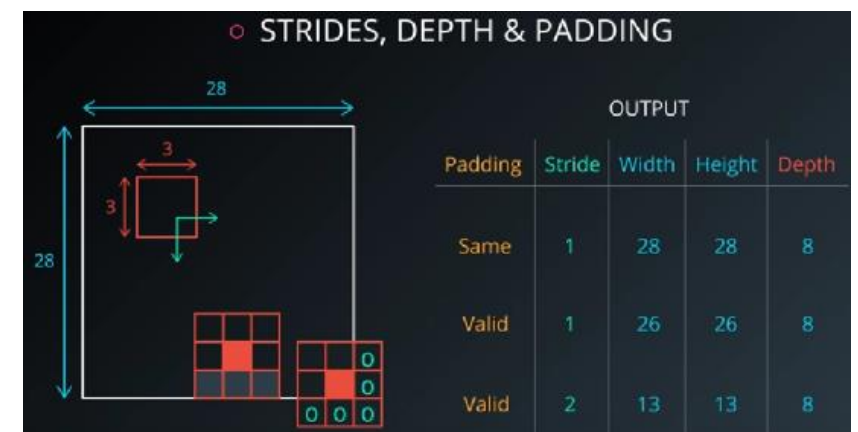 STRIDES, DEPTH & PADDING
28
28
3
3
0
0
0 0 0
OUTPUT
Padding Stride Width Height Depth
Same 1 28 28 8
Valid 1 26 26 8
Valid 2 13 13 8